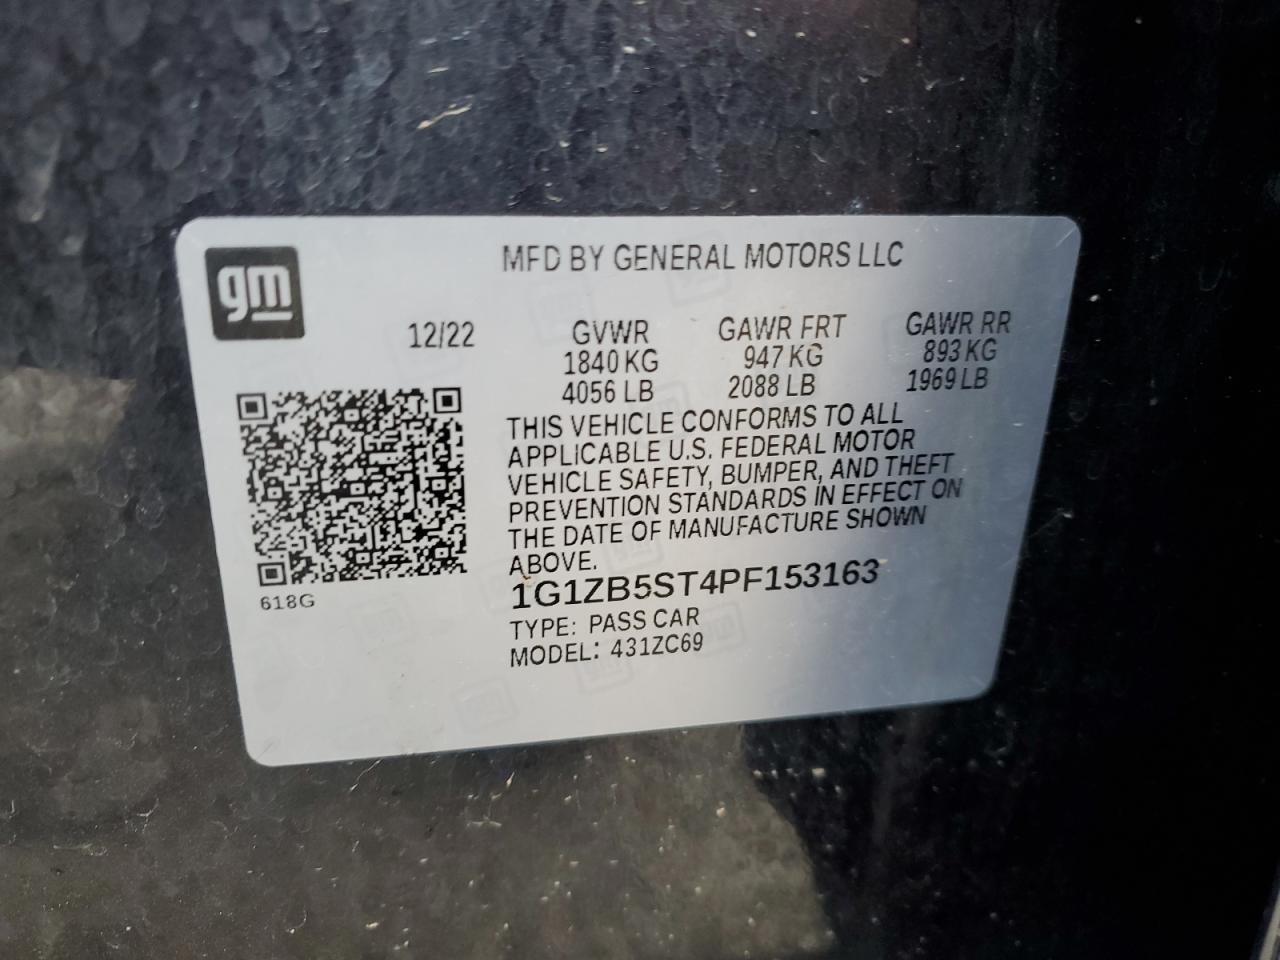 gm
MFD BY GENERAL MOTORS LLC
12/22 GVWR GAWR FRT GAWR RR
1840 KG 947 KG 893 KG
4056 LB 2088 LB 1969 LB
THIS VEHICLE CONFORMS TO ALL
APPLICABLE U.S. FEDERAL MOTOR
VEHICLE SAFETY, BUMPER, AND THEFT
PREVENTION STANDARDS IN EFFECT ON
THE DATE OF MANUFACTURE SHOWN
ABOVE.
1G1ZB5ST4PF153163
TYPE: PASS CAR
MODEL: 431ZC69
618G